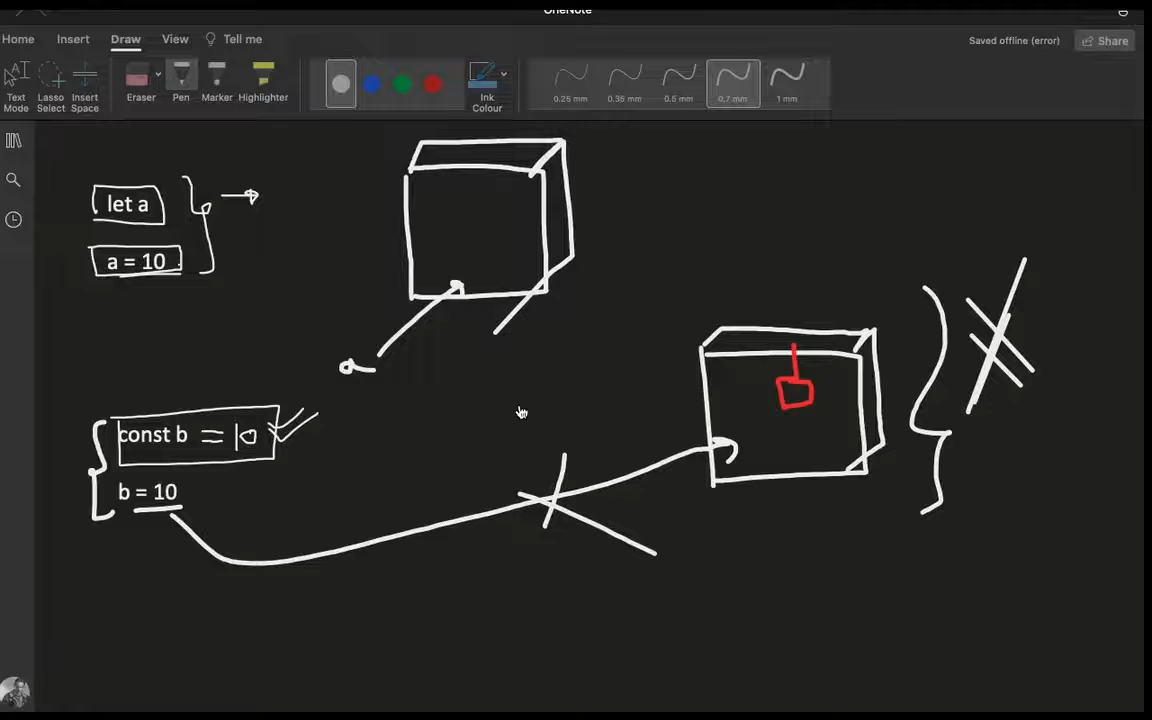 OneNote
Home Insert Draw View Tell me Saved offline (error) Share
Text Mode Lasso Select Insert Space Eraser Pen Marker Highlighter Ink Colour 0.25 mm 0.35 mm 0.5 mm 0.7 mm 1 mm
let a
a = 10
a
const b = 10
b = 10